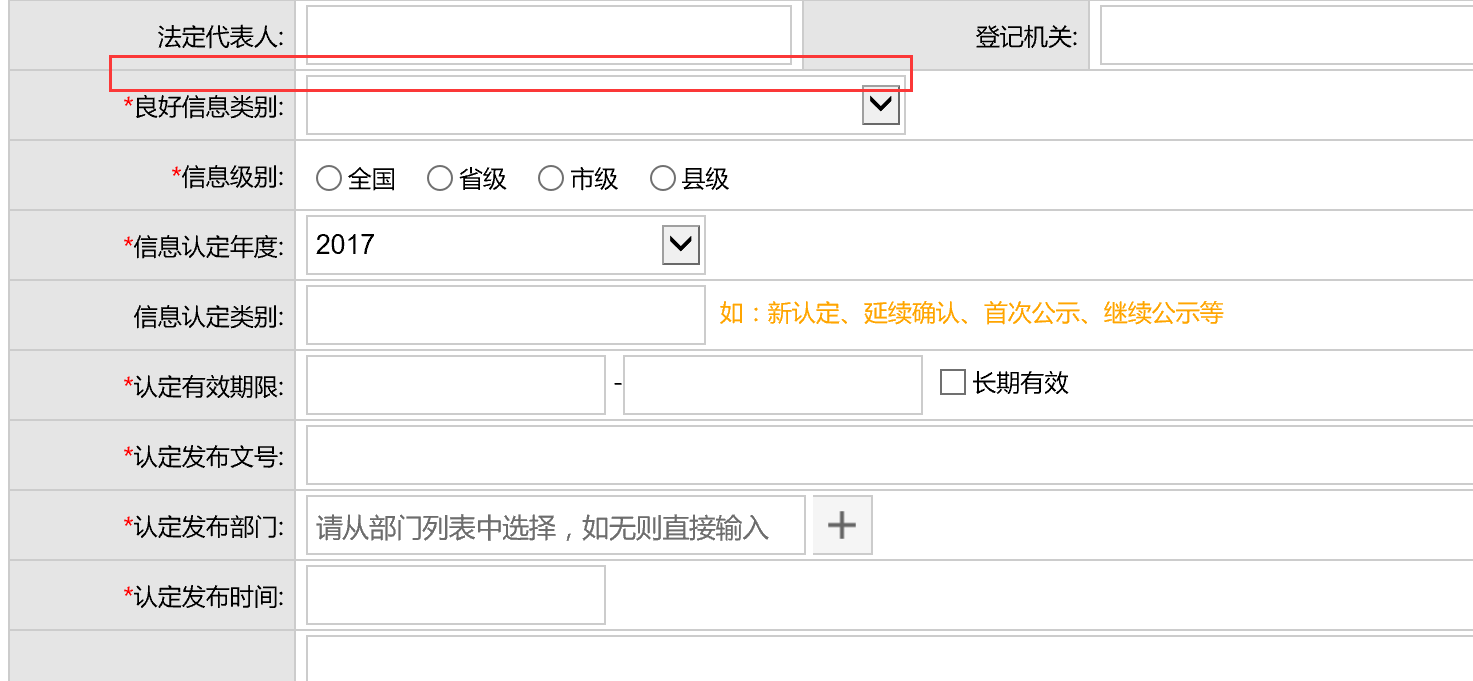 法定代表人: 登记机关:
*良好信息类别:
*信息级别: 全国 省级 市级 县级
*信息认定年度: 2017
信息认定类别: 如：新认定、延续确认、首次公示、继续公示等
*认定有效期限: - 长期有效
*认定发布文号:
*认定发布部门: 请从部门列表中选择，如无则直接输入 +
*认定发布时间: